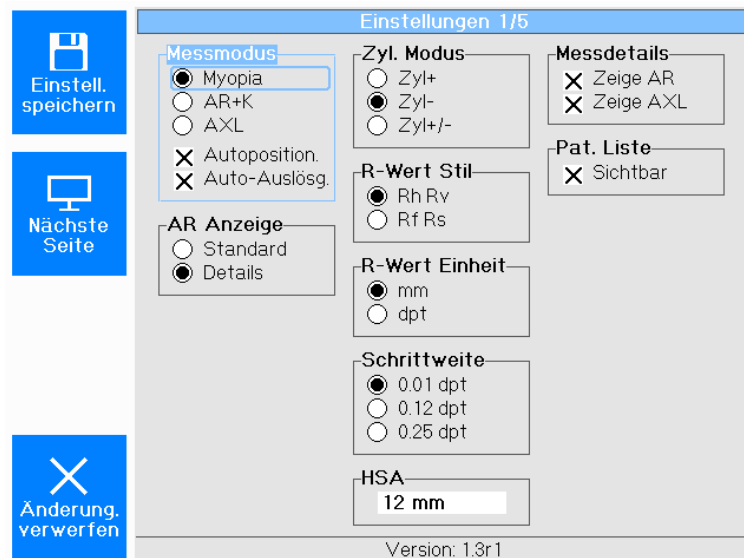 Einstellungen 1/5
Einstell.
speichern
Nächste
Seite
Änderung.
verwerfen
Messmodus
Myopia
AR+K
AXL
Autoposition.
Auto-Auslösg.
AR Anzeige
Standard
Details
Zyl. Modus
Zyl+
Zyl-
Zyl+/-
R-Wert Stil
Rh Rv
Rf Rs
R-Wert Einheit
mm
dpt
Schrittweite
0.01 dpt
0.12 dpt
0.25 dpt
HSA
12 mm
Messdetails
Zeige AR
Zeige AXL
Pat. Liste
Sichtbar
Version: 1.3r1